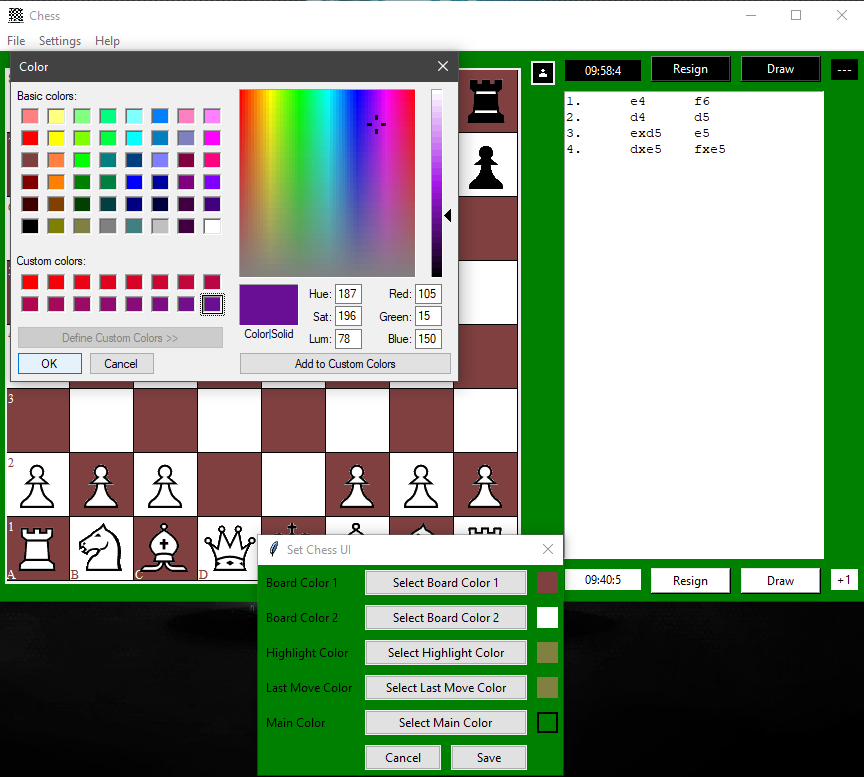 Chess
File Settings Help
Color
Basic colors:
Custom colors:
Define Custom Colors >>
OK Cancel
Color|Solid
Hue: 187 Red: 105
Sat: 196 Green: 15
Lum: 78 Blue: 150
Add to Custom Colors
09:58:4 Resign Draw ---
1. e4 f6
2. d4 d5
3. exd5 e5
4. dxe5 fxe5
3
2
1
A B C D
09:40:5 Resign Draw +1
Set Chess UI
Board Color 1 Select Board Color 1
Board Color 2 Select Board Color 2
Highlight Color Select Highlight Color
Last Move Color Select Last Move Color
Main Color Select Main Color
Cancel Save